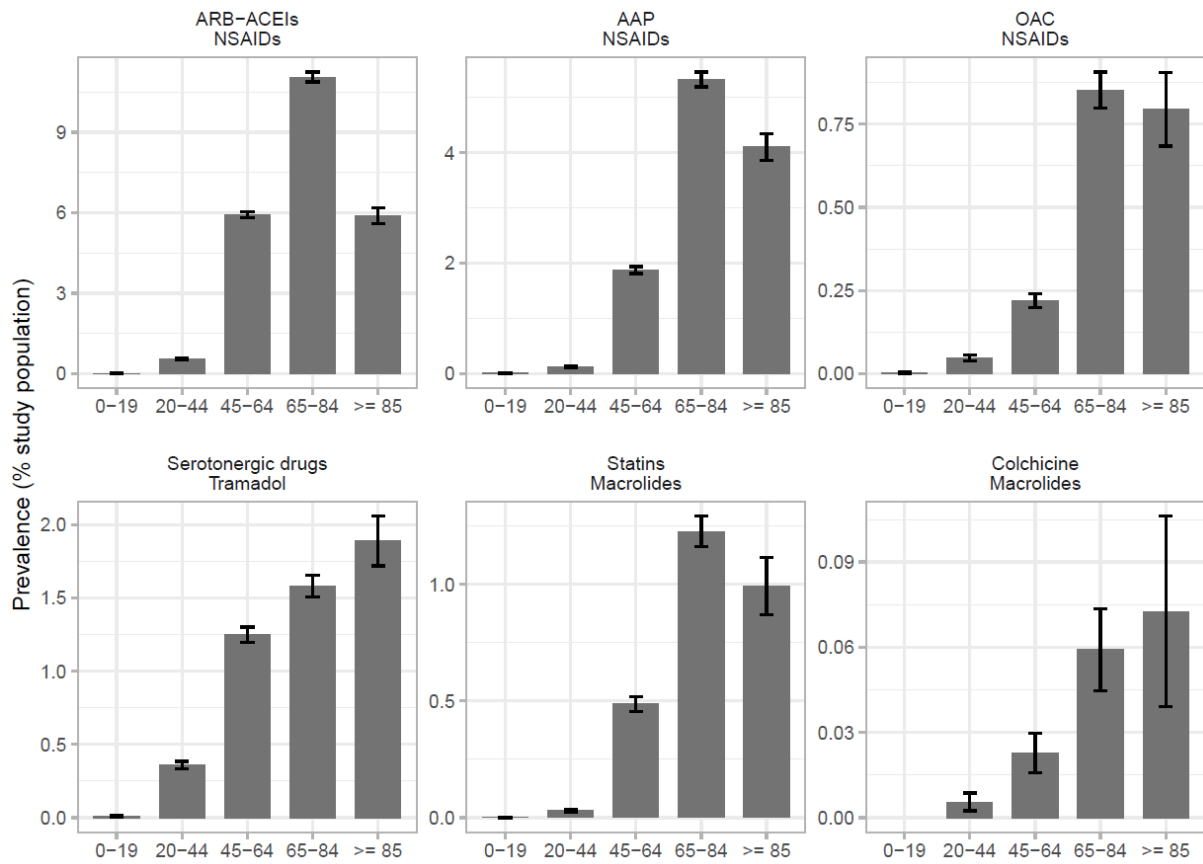 Prevalence (% study population)
ARB−ACEIs
NSAIDs
9
6
3
0
0−19 20−44 45−64 65−84 >= 85
AAP
NSAIDs
4
2
0
0−19 20−44 45−64 65−84 >= 85
OAC
NSAIDs
0.75
0.50
0.25
0.00
0−19 20−44 45−64 65−84 >= 85
Serotonergic drugs
Tramadol
2.0
1.5
1.0
0.5
0.0
0−19 20−44 45−64 65−84 >= 85
Statins
Macrolides
1.0
0.5
0.0
0−19 20−44 45−64 65−84 >= 85
Colchicine
Macrolides
0.09
0.06
0.03
0.00
0−19 20−44 45−64 65−84 >= 85